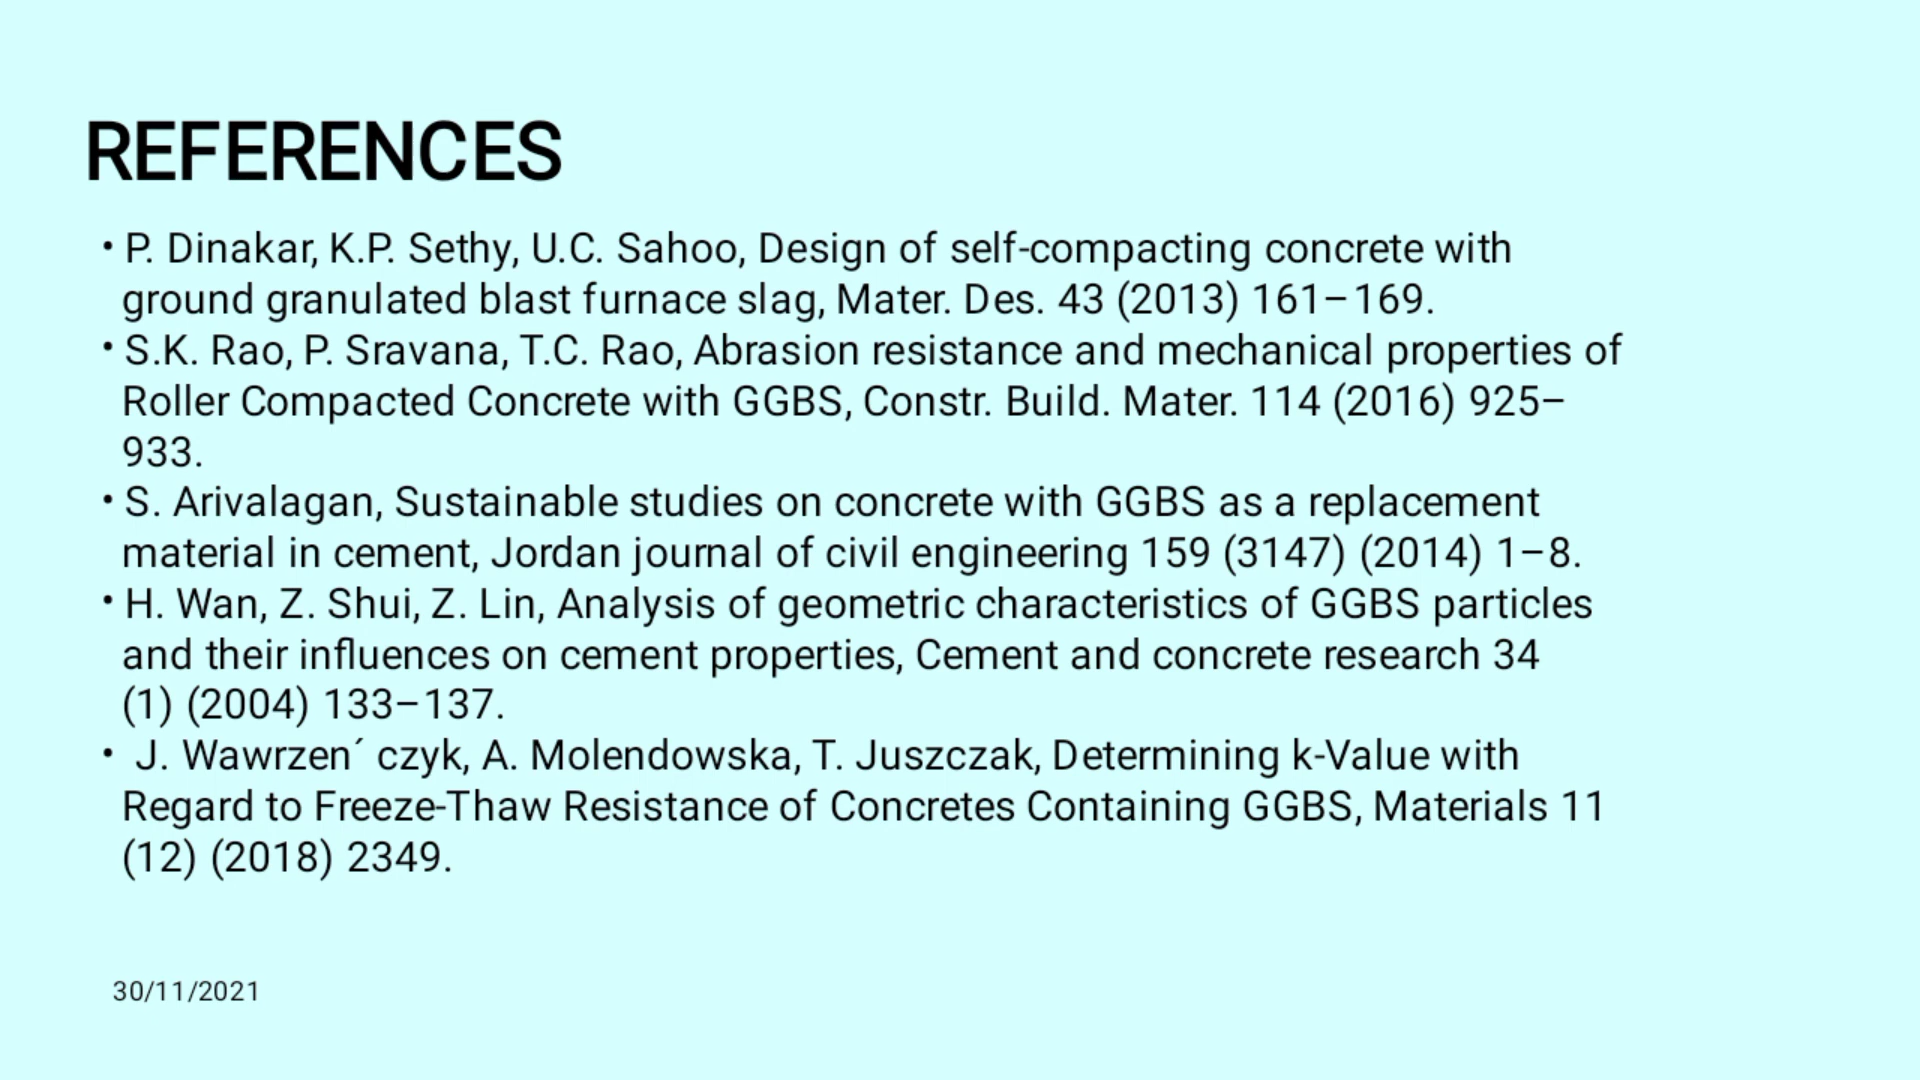 REFERENCES
• P. Dinakar, K.P. Sethy, U.C. Sahoo, Design of self-compacting concrete with
ground granulated blast furnace slag, Mater. Des. 43 (2013) 161–169.
• S.K. Rao, P. Sravana, T.C. Rao, Abrasion resistance and mechanical properties of
Roller Compacted Concrete with GGBS, Constr. Build. Mater. 114 (2016) 925–
933.
• S. Arivalagan, Sustainable studies on concrete with GGBS as a replacement
material in cement, Jordan journal of civil engineering 159 (3147) (2014) 1–8.
• H. Wan, Z. Shui, Z. Lin, Analysis of geometric characteristics of GGBS particles
and their influences on cement properties, Cement and concrete research 34
(1) (2004) 133–137.
• J. Wawrzen´ czyk, A. Molendowska, T. Juszczak, Determining k-Value with
Regard to Freeze-Thaw Resistance of Concretes Containing GGBS, Materials 11
(12) (2018) 2349.
30/11/2021